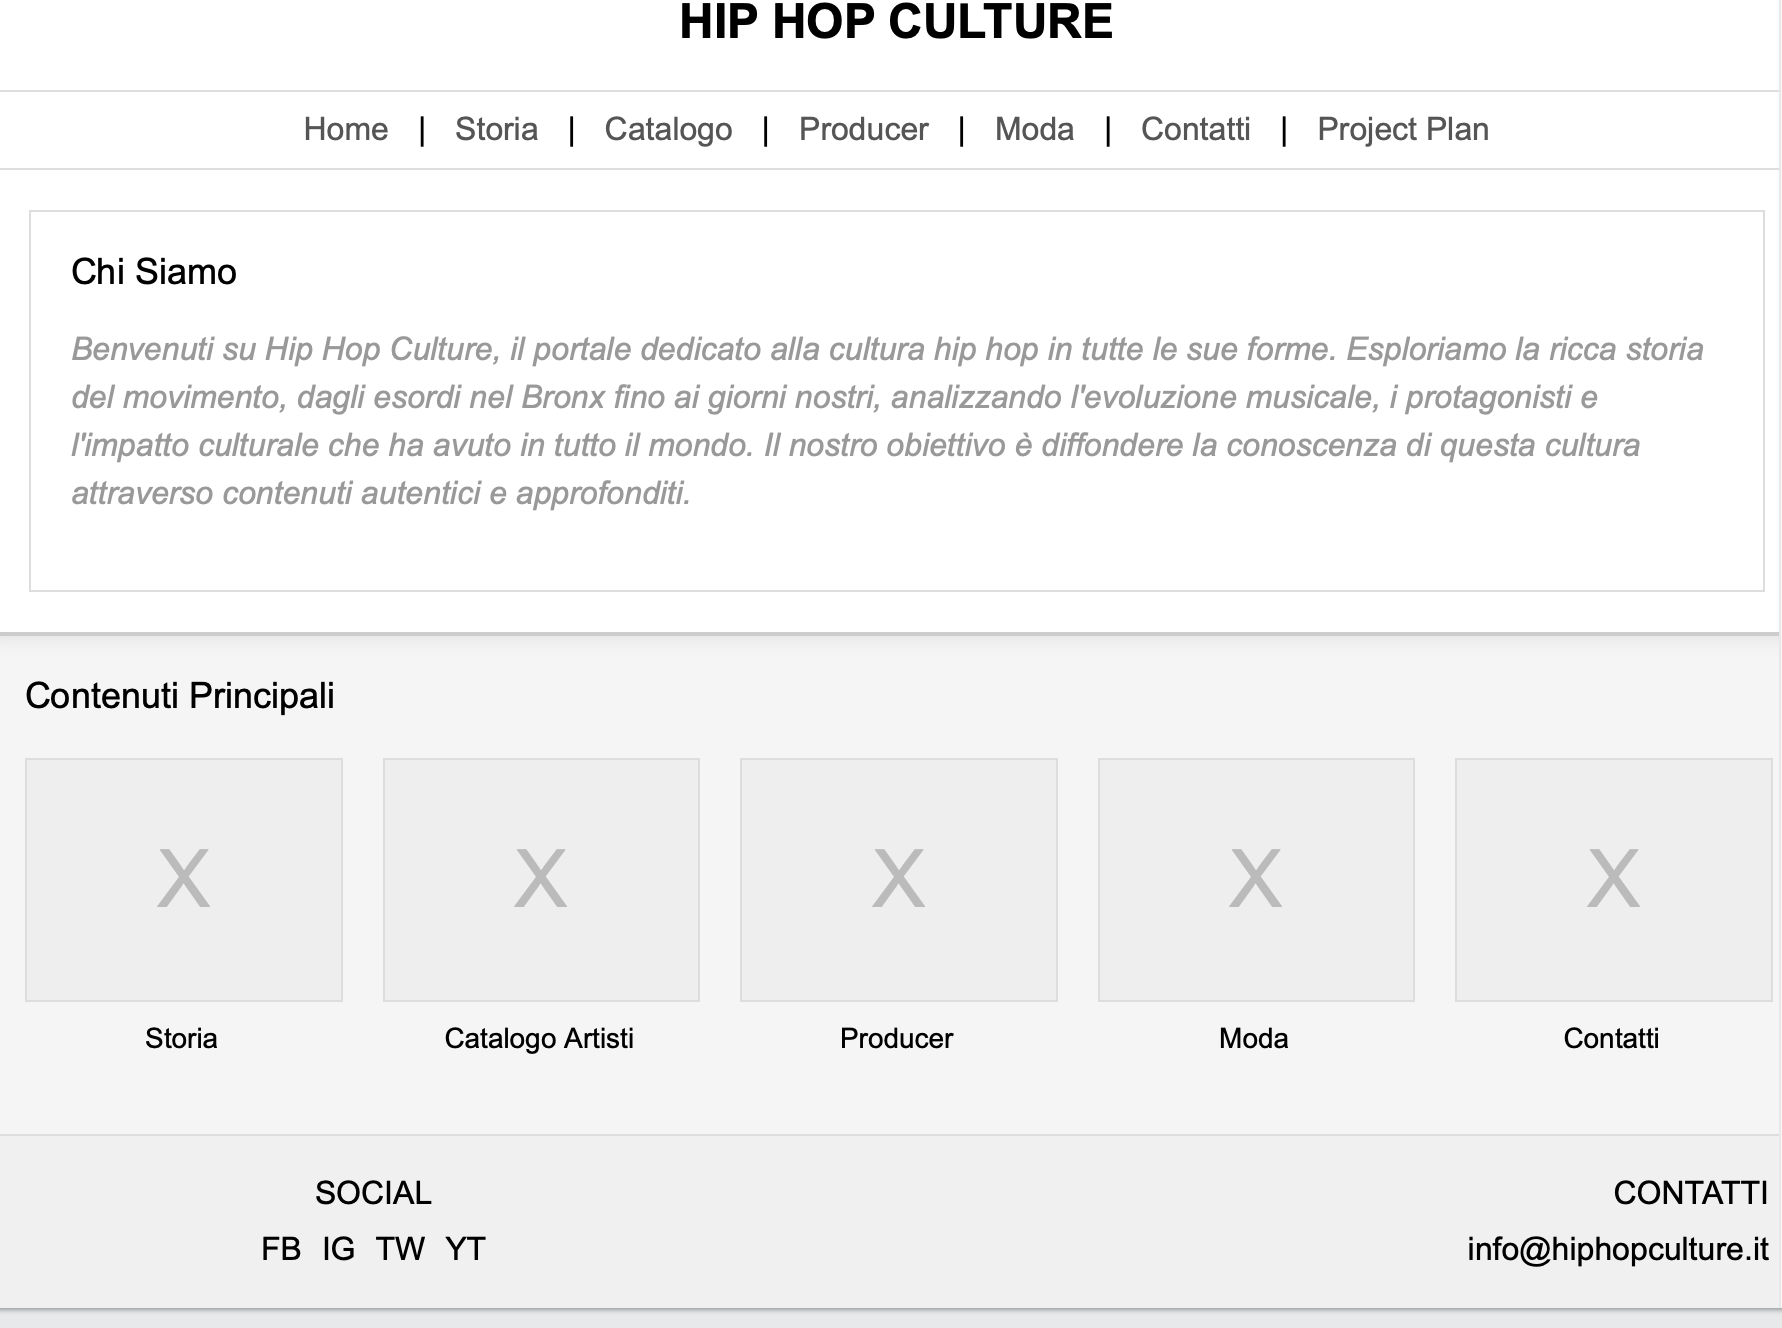 HIP HOP CULTURE
Home | Storia | Catalogo | Producer | Moda | Contatti | Project Plan
Chi Siamo
Benvenuti su Hip Hop Culture, il portale dedicato alla cultura hip hop in tutte le sue forme. Esploriamo la ricca storia
del movimento, dagli esordi nel Bronx fino ai giorni nostri, analizzando l'evoluzione musicale, i protagonisti e
l'impatto culturale che ha avuto in tutto il mondo. Il nostro obiettivo è diffondere la conoscenza di questa cultura
attraverso contenuti autentici e approfonditi.
Contenuti Principali
X X X X X
Storia Catalogo Artisti Producer Moda Contatti
SOCIAL CONTATTI
FB IG TW YT info@hiphopculture.it